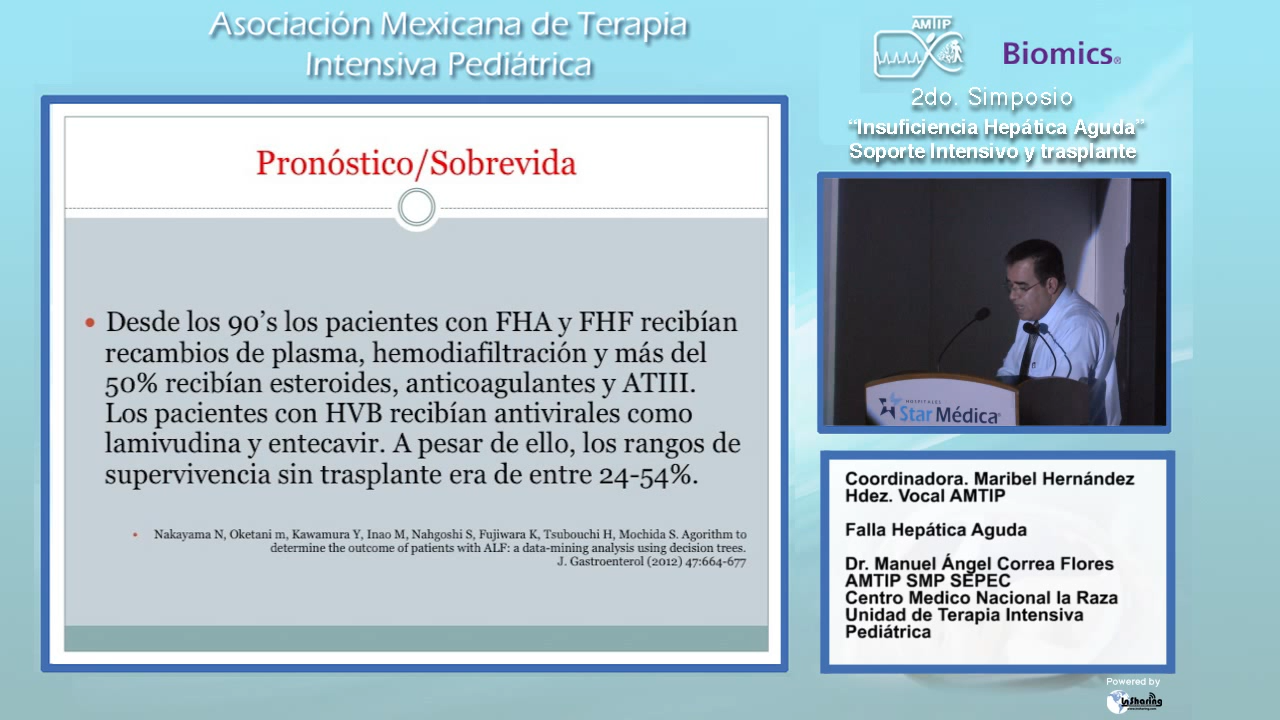 Asociación Mexicana de Terapia
Intensiva Pediátrica
AMTIP
Biomics®
2do. Simposio
“Insuficiencia Hepática Aguda”
Soporte Intensivo y trasplante
Pronóstico/Sobrevida
• Desde los 90’s los pacientes con FHA y FHF recibían
recambios de plasma, hemodiafiltración y más del
50% recibían esteroides, anticoagulantes y ATIII.
Los pacientes con HVB recibían antivirales como
lamivudina y entecavir. A pesar de ello, los rangos de
supervivencia sin trasplante era de entre 24-54%.
• Nakayama N, Oketani m, Kawamura Y, Inao M, Nahgoshi S, Fujiwara K, Tsubouchi H, Mochida S. Agorithm to
determine the outcome of patients with ALF: a data-mining analysis using decision trees.
J. Gastroenterol (2012) 47:664-677
HOSPITALES
Star Médica
Coordinadora. Maribel Hernández
Hdez. Vocal AMTIP
Falla Hepática Aguda
Dr. Manuel Ángel Correa Flores
AMTIP SMP SEPEC
Centro Medico Nacional la Raza
Unidad de Terapia Intensiva
Pediátrica
Powered by
InSharing